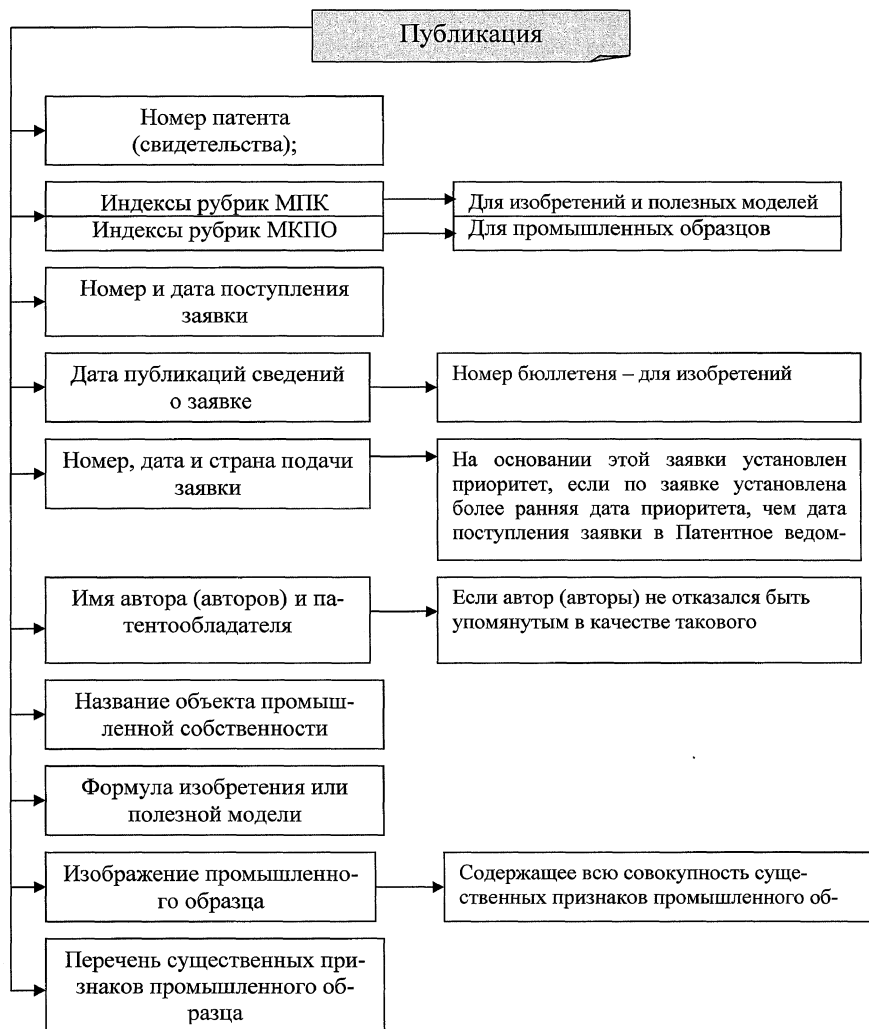 Публикация
Номер патента
(свидетельства);
Индексы рубрик МПК
Для изобретений и полезных моделей
Индексы рубрик МКПО
Для промышленных образцов
Номер и дата поступления
заявки
Дата публикаций сведений
о заявке
Номер бюллетеня – для изобретений
Номер, дата и страна подачи
заявки
На основании этой заявки установлен
приоритет, если по заявке установлена
более ранняя дата приоритета, чем дата
поступления заявки в Патентное ведом-
Имя автора (авторов) и па-
тентообладателя
Если автор (авторы) не отказался быть
упомянутым в качестве такового
Название объекта промыш-
ленной собственности
Формула изобретения или
полезной модели
Изображение промышленно-
го образца
Содержащее всю совокупность суще-
ственных признаков промышленного об-
Перечень существенных при-
знаков промышленного об-
разца